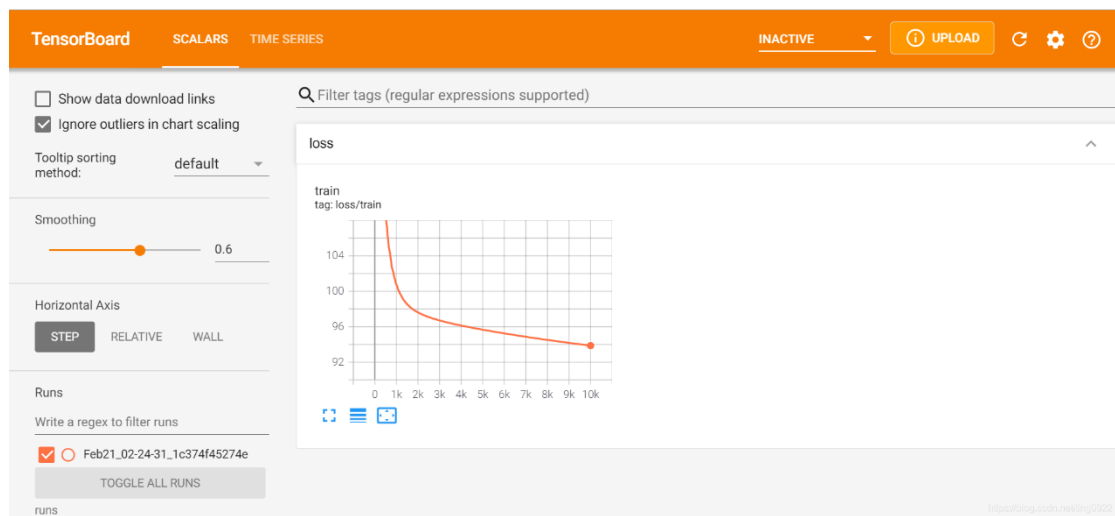 TensorBoard
SCALARS
TIME SERIES
INACTIVE
UPLOAD
Show data download links
Ignore outliers in chart scaling
Tooltip sorting
method:
default
Smoothing
0.6
Horizontal Axis
STEP
RELATIVE
WALL
Runs
Write a regex to filter runs
Feb21_02-24-31_1c374f45274e
TOGGLE ALL RUNS
runs
Filter tags (regular expressions supported)
loss
train
tag: loss/train
104
100
96
92
0 1k 2k 3k 4k 5k 6k 7k 8k 9k 10k